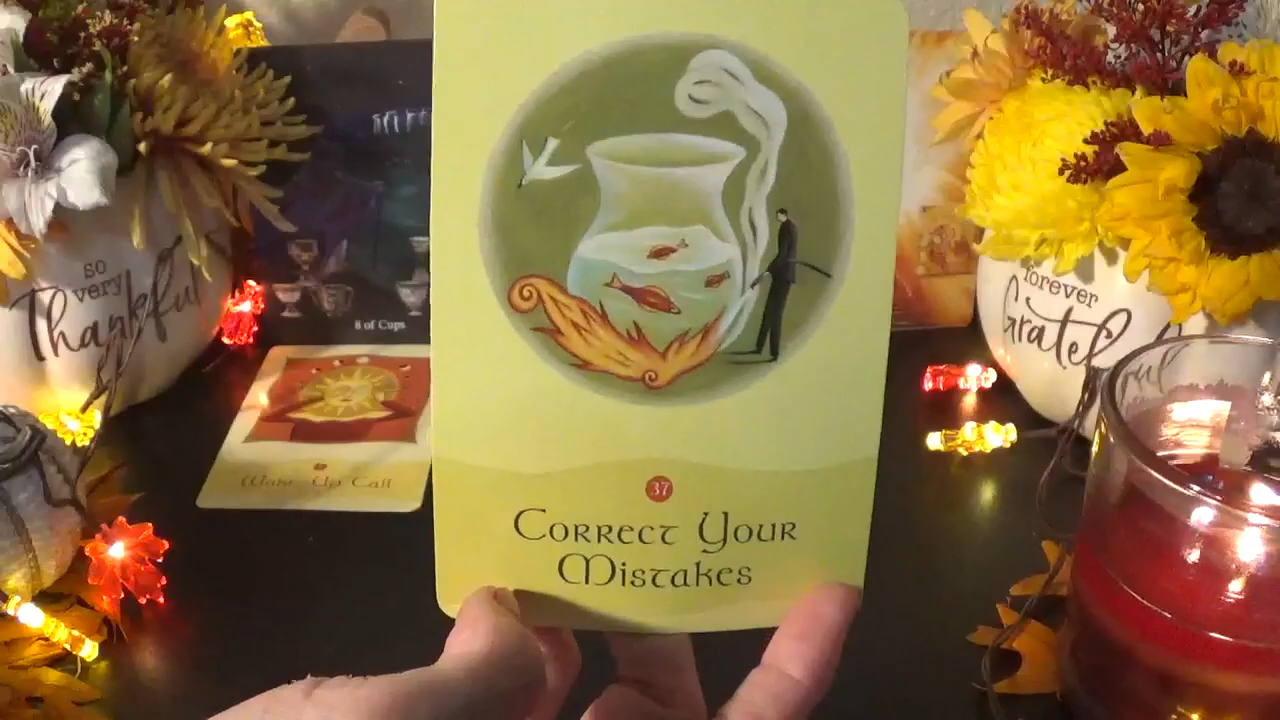 so
very
Thankful
8 of Cups
Wake Up Call
37
Correct Your
Mistakes
forever
Grateful